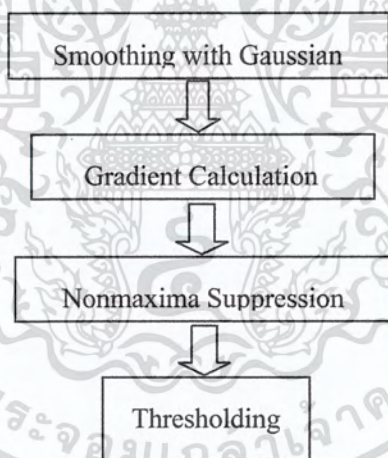 Smoothing with Gaussian
Gradient Calculation
Nonmaxima Suppression
Thresholding